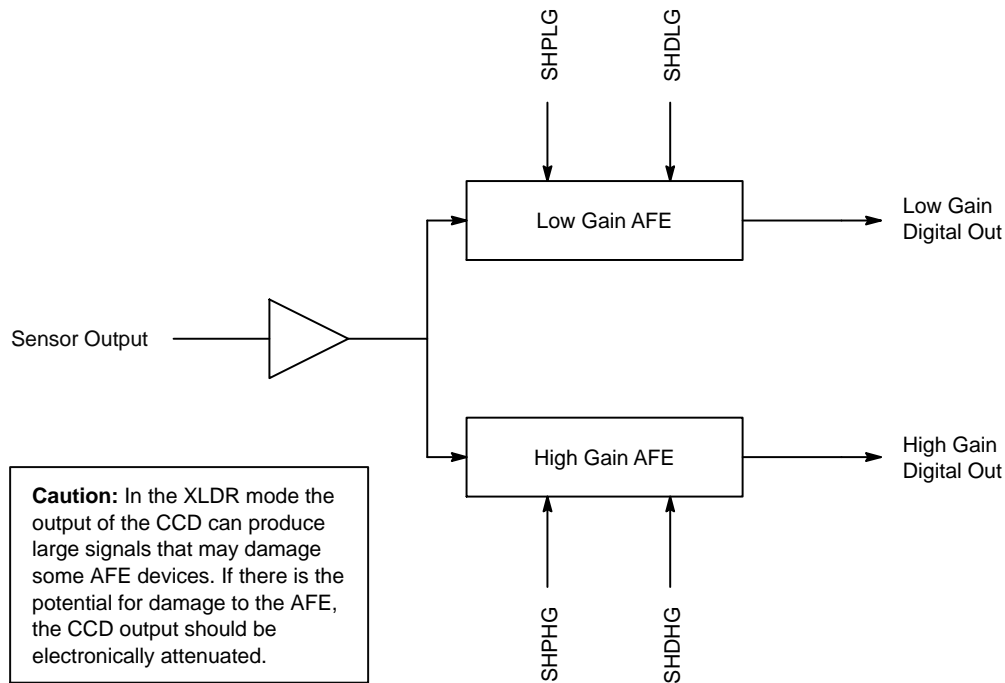 SHPLG
SHDLG
Low Gain AFE
Low Gain
Digital Out
Sensor Output
High Gain AFE
High Gain
Digital Out
Caution: In the XLDR mode the
output of the CCD can produce
large signals that may damage
some AFE devices. If there is the
potential for damage to the AFE,
the CCD output should be
electronically attenuated.
SHPHG
SHDHG